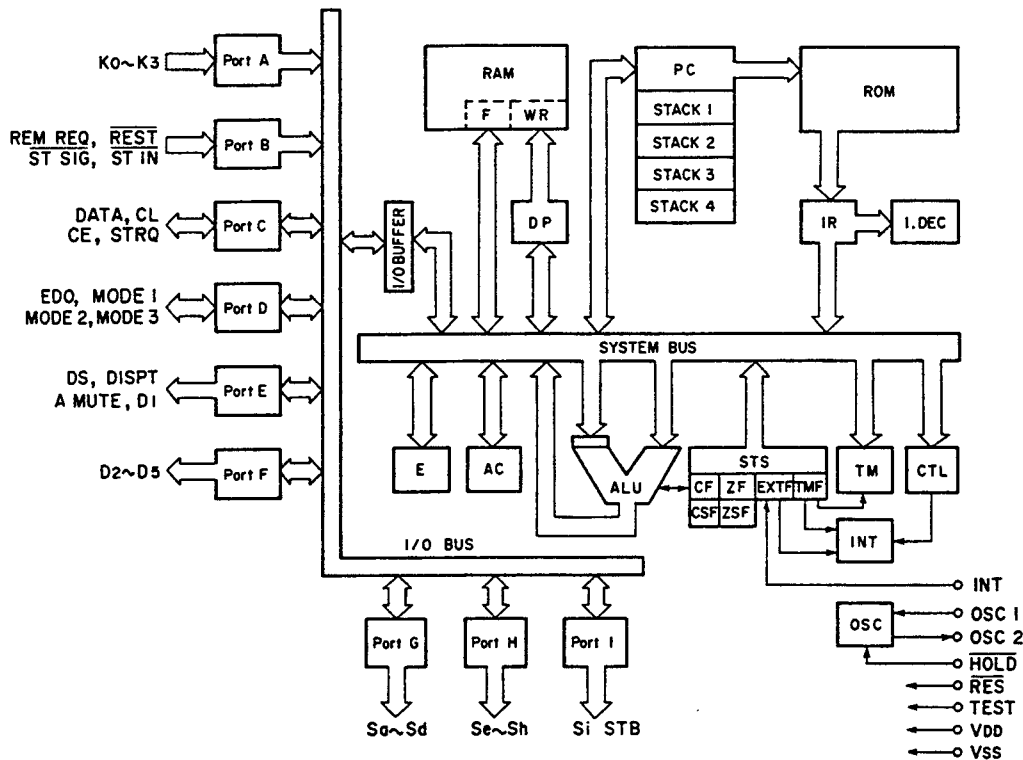 K0~K3
Port A
REM REQ, REST
ST SIG, ST IN
Port B
DATA, CL
CE, STRQ
Port C
EDO, MODE 1
MODE 2, MODE 3
Port D
DS, DISPT
A MUTE, D1
Port E
D2~D5
Port F
I/O BUFFER
RAM
F
WR
DP
PC
STACK 1
STACK 2
STACK 3
STACK 4
ROM
IR
I. DEC
SYSTEM BUS
E
AC
ALU
STS
CF
ZF
EXTF
TMF
CSF
ZSF
TM
CTL
INT
I/O BUS
Port G
Port H
Port I
Sa~Sd
Se~Sh
Si STB
OSC
INT
OSC 1
OSC 2
HOLD
RES
TEST
VDD
VSS